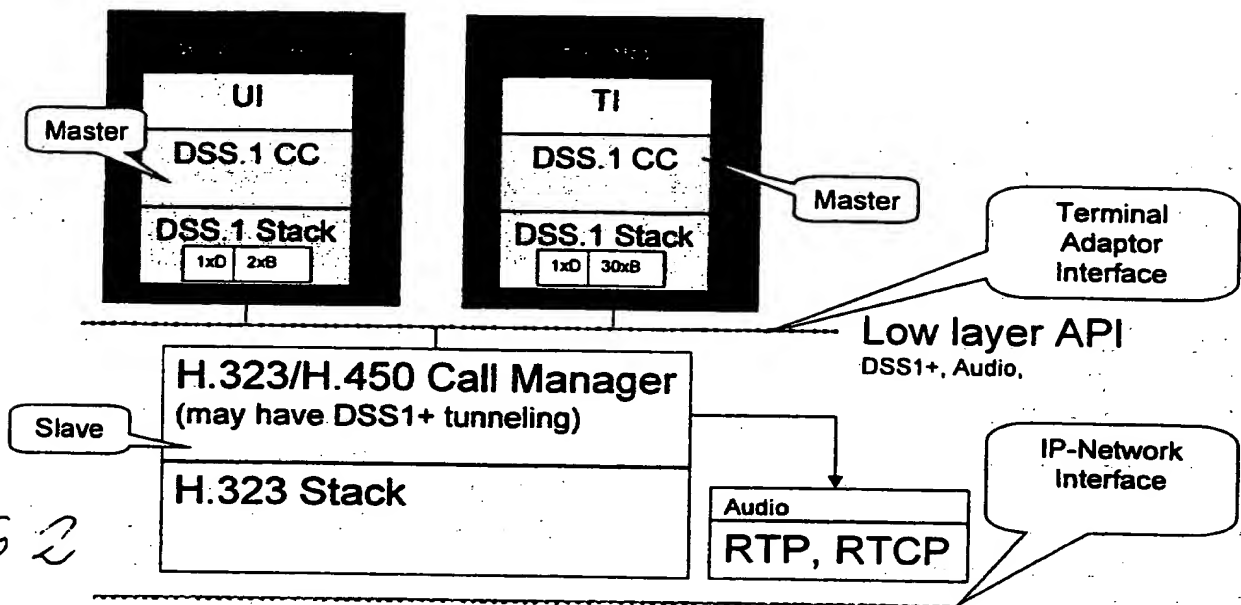 UI
TI
Master
DSS.1 CC
DSS.1 CC
Master
DSS.1 Stack
1xD 2xB
DSS.1 Stack
1xD 30xB
Terminal
Adaptor
Interface
Low layer API
DSS1+, Audio,
H.323/H.450 Call Manager
(may have DSS1+ tunneling)
Slave
H.323 Stack
IP-Network
Interface
Audio
RTP, RTCP